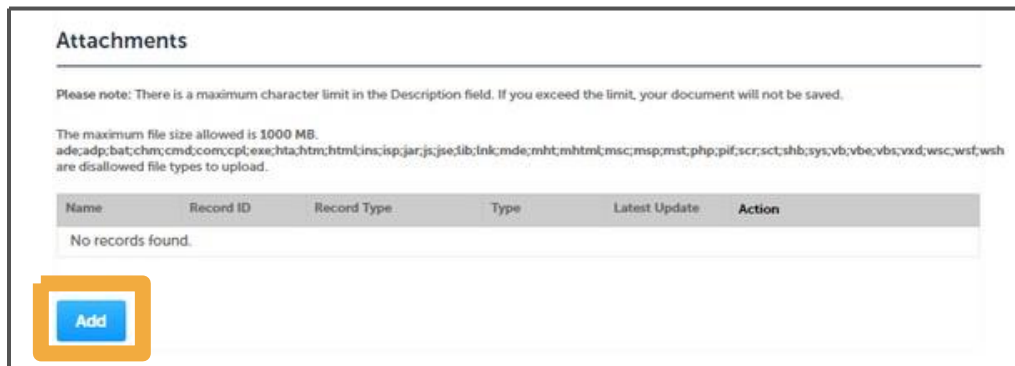 Attachments
Please note: There is a maximum character limit in the Description field. If you exceed the limit, your document will not be saved.
The maximum file size allowed is 1000 MB.
ade;adp;bat;chm;cmd;com;cpl;exe;hta;htm;html;ins;isp;jar;js;jse;lib;lnk;mde;mht;mhtml;msc;msp;mst;php;pif;scr;sct;shb;sys;vb;vbe;vbs;vxd;wsc;wsf;wsh
are disallowed file types to upload.
Name Record ID Record Type Type Latest Update Action
No records found.
Add